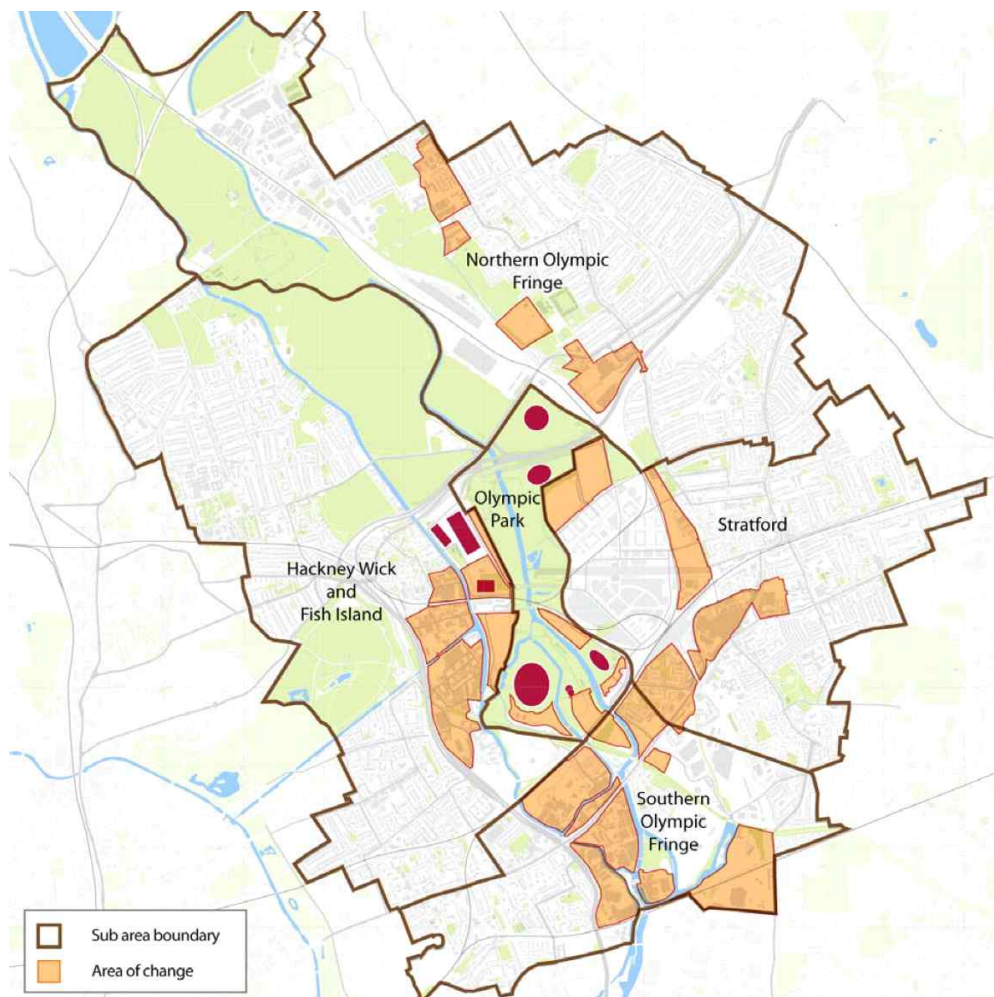 Northern Olympic
Fringe
Olympic
Park
Stratford
Hackney Wick
and
Fish Island
Southern
Olympic
Fringe
Sub area boundary
Area of change